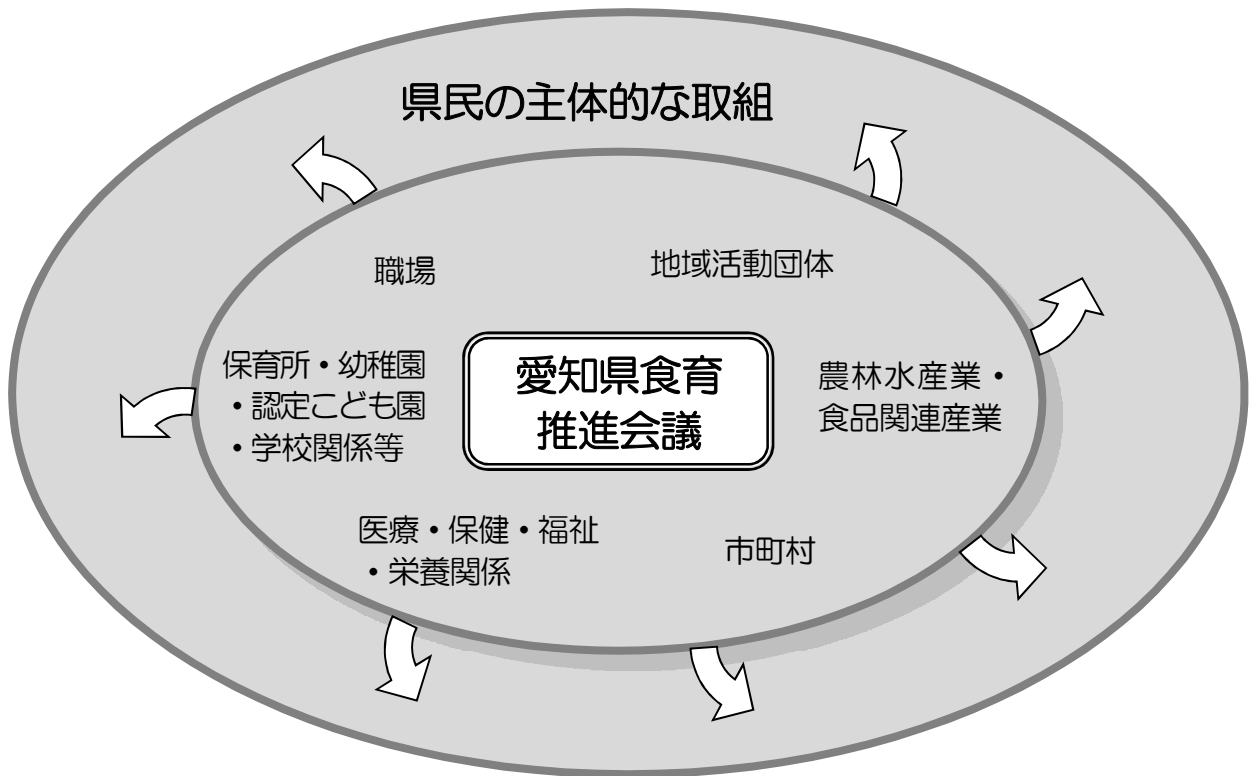 県民の主体的な取組
職場
地域活動団体
保育所・幼稚園
・認定こども園
・学校関係等
愛知県食育
推進会議
農林水産業・
食品関連産業
医療・保健・福祉
・栄養関係
市町村